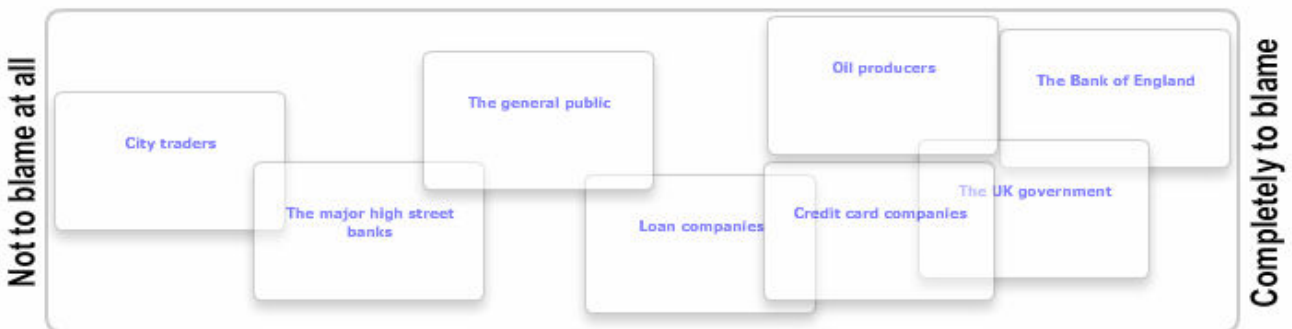 Not to blame at all
City traders
The major high street
banks
The general public
Loan companies
Oil producers
Credit card companies
The UK government
The Bank of England
Completely to blame